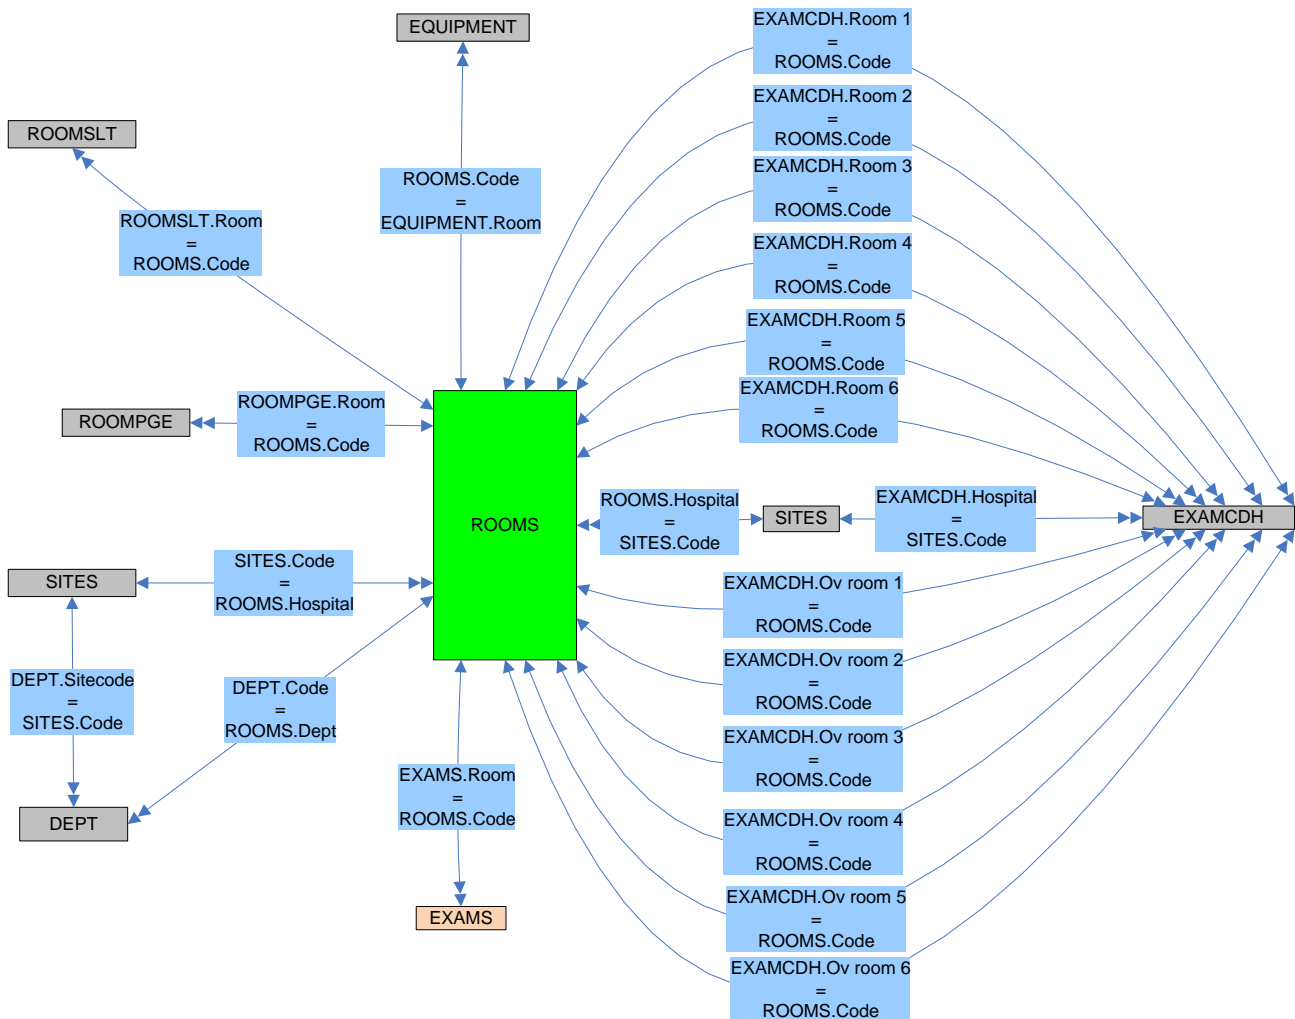 EQUIPMENT
EXAMCDH.Room 1
=
ROOMS.Code
EXAMCDH.Room 2
=
ROOMS.Code
ROOMSLT
EXAMCDH.Room 3
=
ROOMS.Code
ROOMS.Code
=
EQUIPMENT.Room
ROOMSLT.Room
=
ROOMS.Code
EXAMCDH.Room 4
=
ROOMS.Code
EXAMCDH.Room 5
=
ROOMS.Code
EXAMCDH.Room 6
=
ROOMS.Code
ROOMPGE
ROOMPGE.Room
=
ROOMS.Code
ROOMS
ROOMS.Hospital
=
SITES.Code
SITES
EXAMCDH.Hospital
=
SITES.Code
EXAMCDH
SITES
SITES.Code
=
ROOMS.Hospital
EXAMCDH.Ov room 1
=
ROOMS.Code
DEPT.Sitecode
=
SITES.Code
DEPT.Code
=
ROOMS.Dept
EXAMCDH.Ov room 2
=
ROOMS.Code
EXAMCDH.Ov room 3
=
ROOMS.Code
DEPT
EXAMS.Room
=
ROOMS.Code
EXAMCDH.Ov room 4
=
ROOMS.Code
EXAMS
EXAMCDH.Ov room 5
=
ROOMS.Code
EXAMCDH.Ov room 6
=
ROOMS.Code